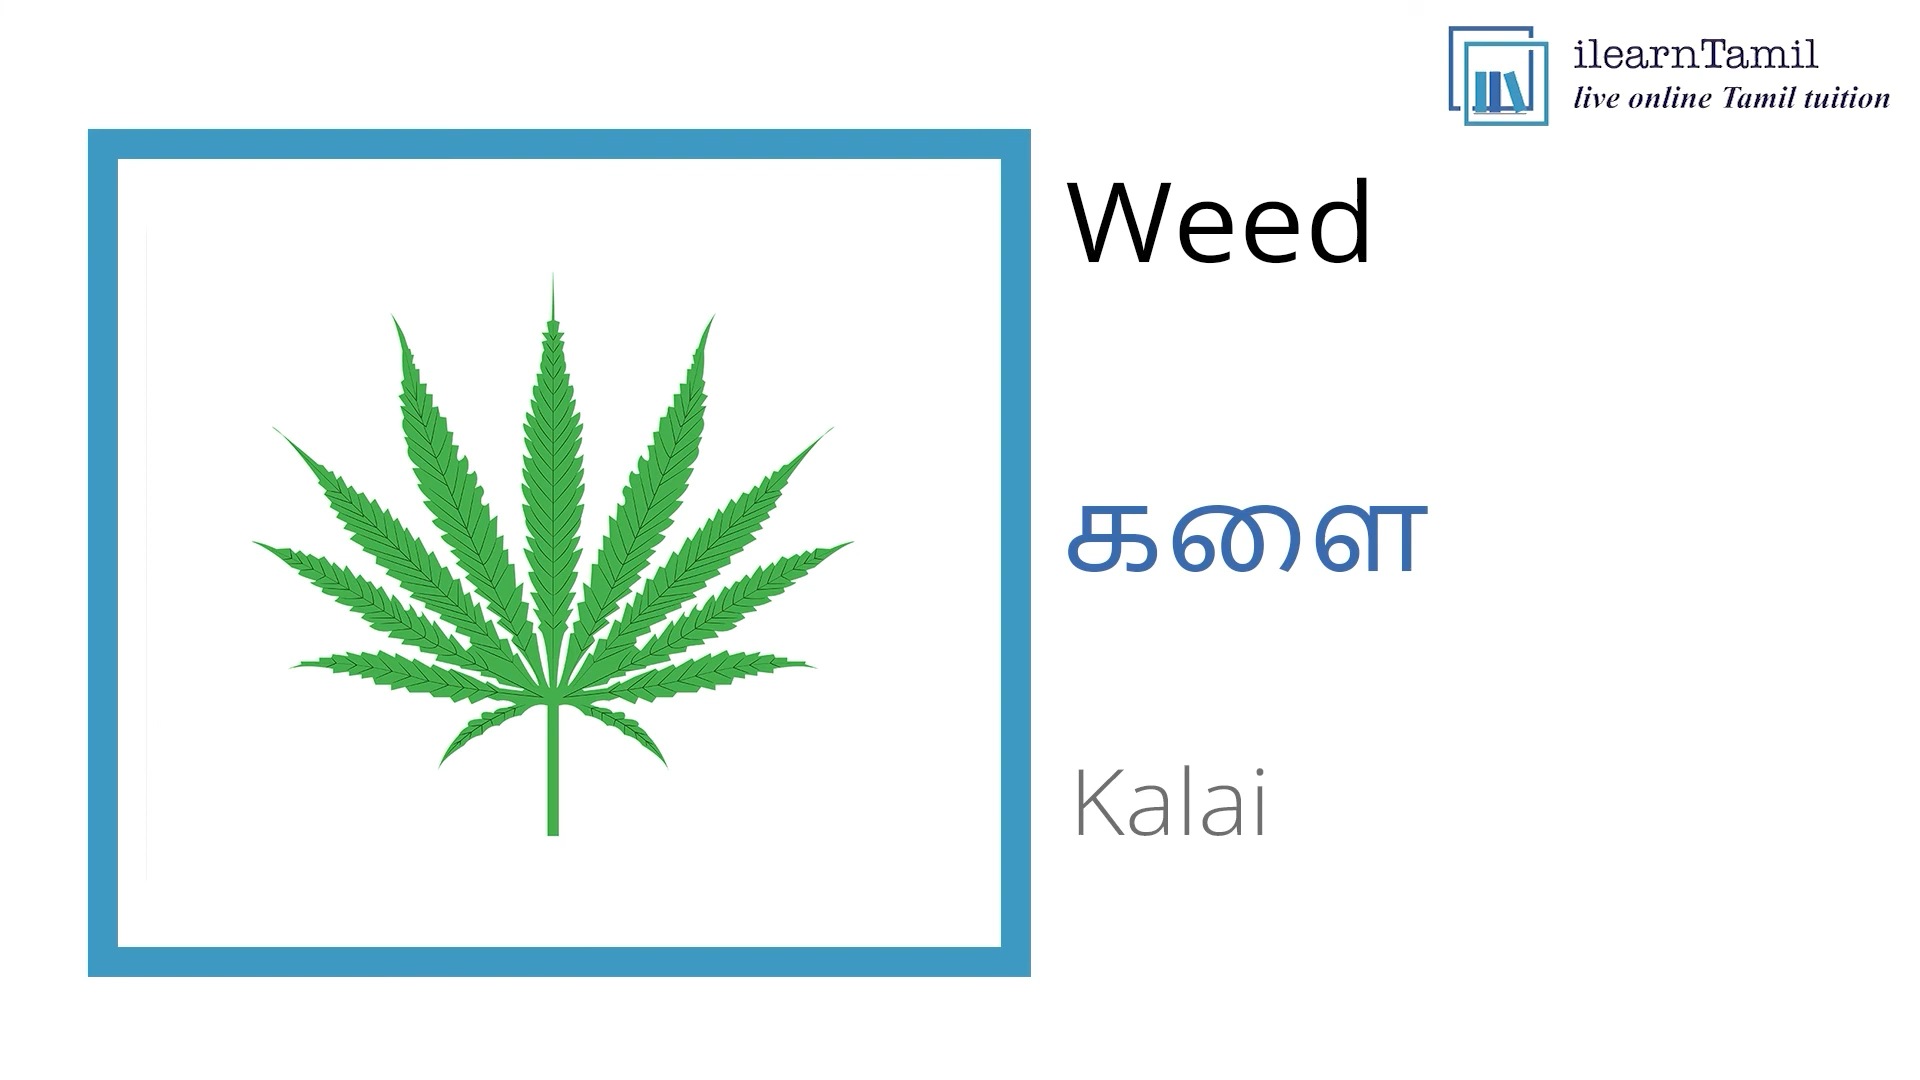 ilearnTamil
live online Tamil tuition
Weed
களை
Kalai